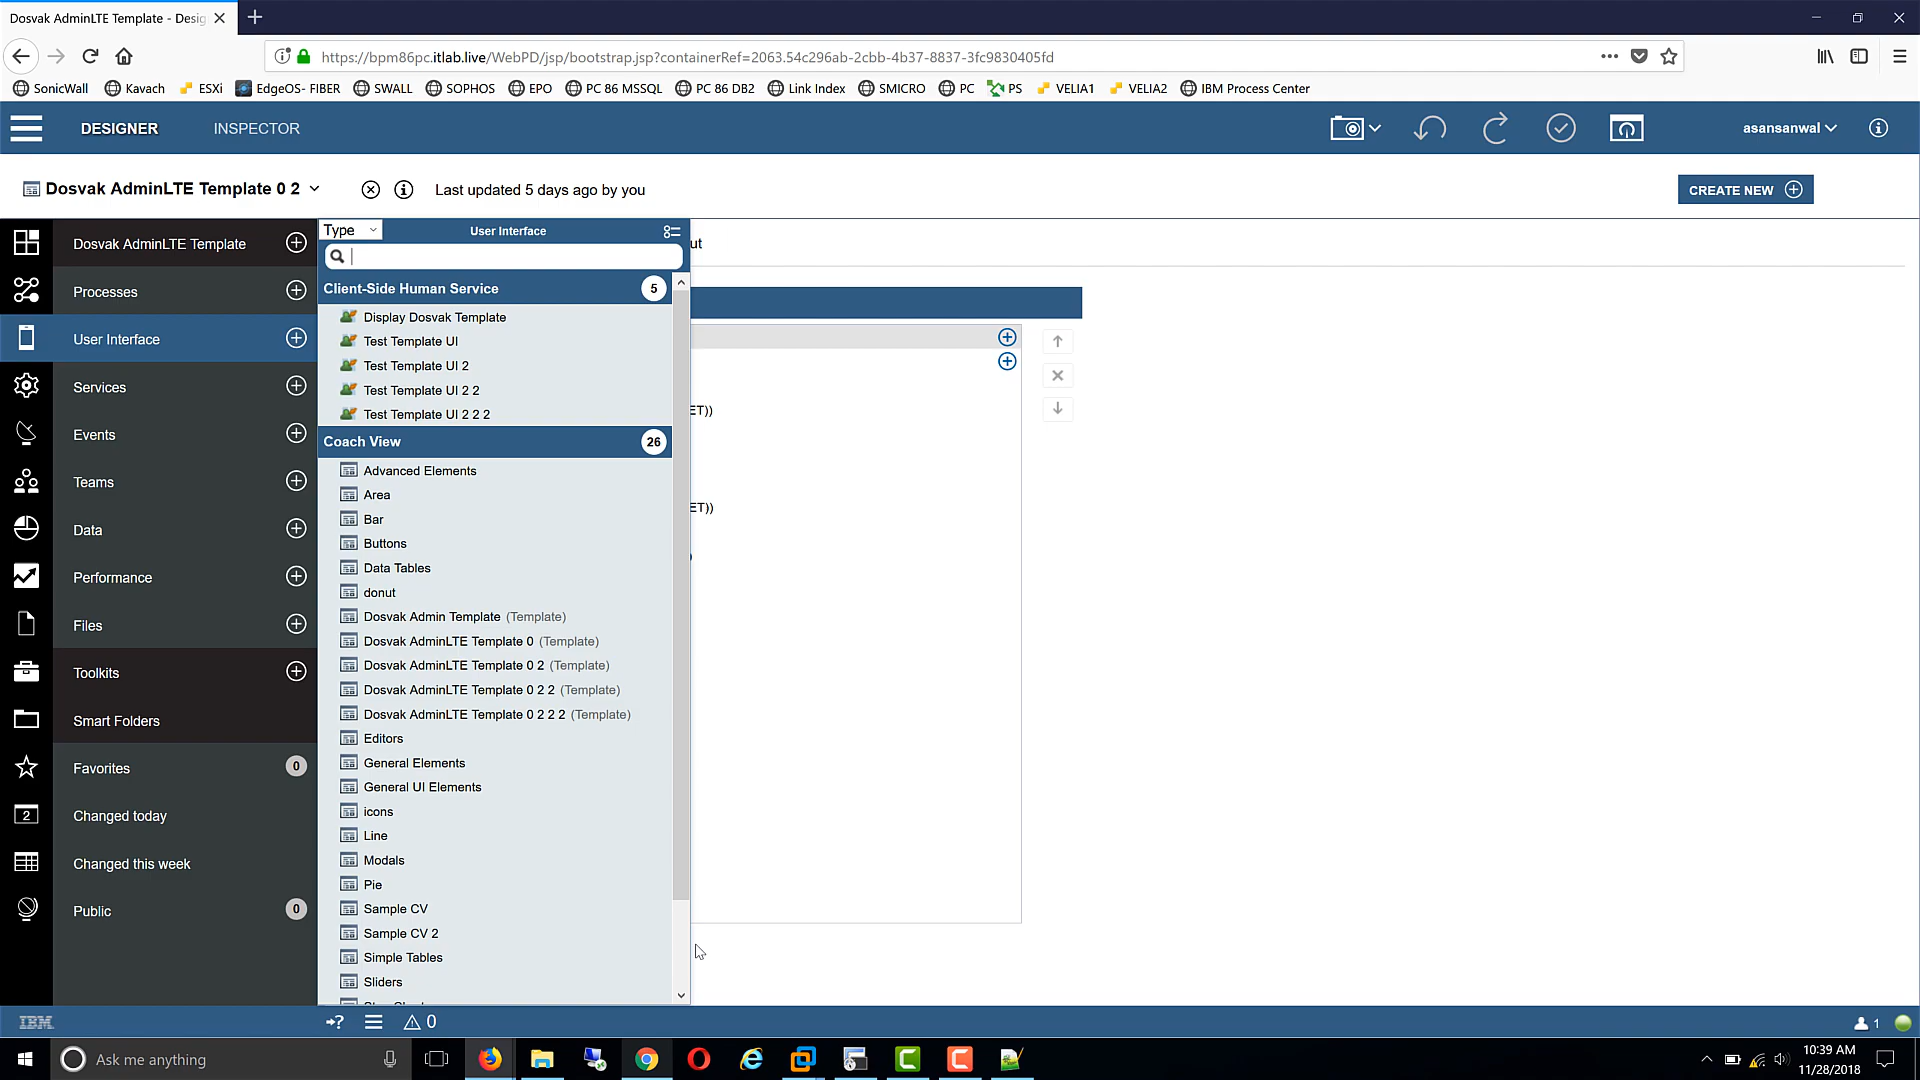 Dosvak AdminLTE Template - Desig
https://bpm86pc.itlab.live/WebPD/jsp/bootstrap.jsp?containerRef=2063.54c296ab-2cbb-4b37-8837-3fc9830405fd
SonicWall Kavach ESXi EdgeOS- FIBER SWALL SOPHOS EPO PC 86 MSSQL PC 86 DB2 Link Index SMICRO PC PS VELIA1 VELIA2 IBM Process Center
DESIGNER INSPECTOR asansanwal
Dosvak AdminLTE Template 0 2 Last updated 5 days ago by you CREATE NEW
Dosvak AdminLTE Template
Processes
User Interface
Services
Events
Teams
Data
Performance
Files
Toolkits
Smart Folders
Favorites 0
2 Changed today
Changed this week
Public 0
Type User Interface
Client-Side Human Service 5
Display Dosvak Template
Test Template UI
Test Template UI 2
Test Template UI 2 2
Test Template UI 2 2 2
Coach View 26
Advanced Elements
Area
Bar
Buttons
Data Tables
donut
Dosvak Admin Template (Template)
Dosvak AdminLTE Template 0 (Template)
Dosvak AdminLTE Template 0 2 (Template)
Dosvak AdminLTE Template 0 2 2 (Template)
Dosvak AdminLTE Template 0 2 2 2 (Template)
Editors
General Elements
General UI Elements
icons
Line
Modals
Pie
Sample CV
Sample CV 2
Simple Tables
Sliders
ut
ET))
ET))
)
IBM 0 1
Ask me anything
10:39 AM
11/28/2018